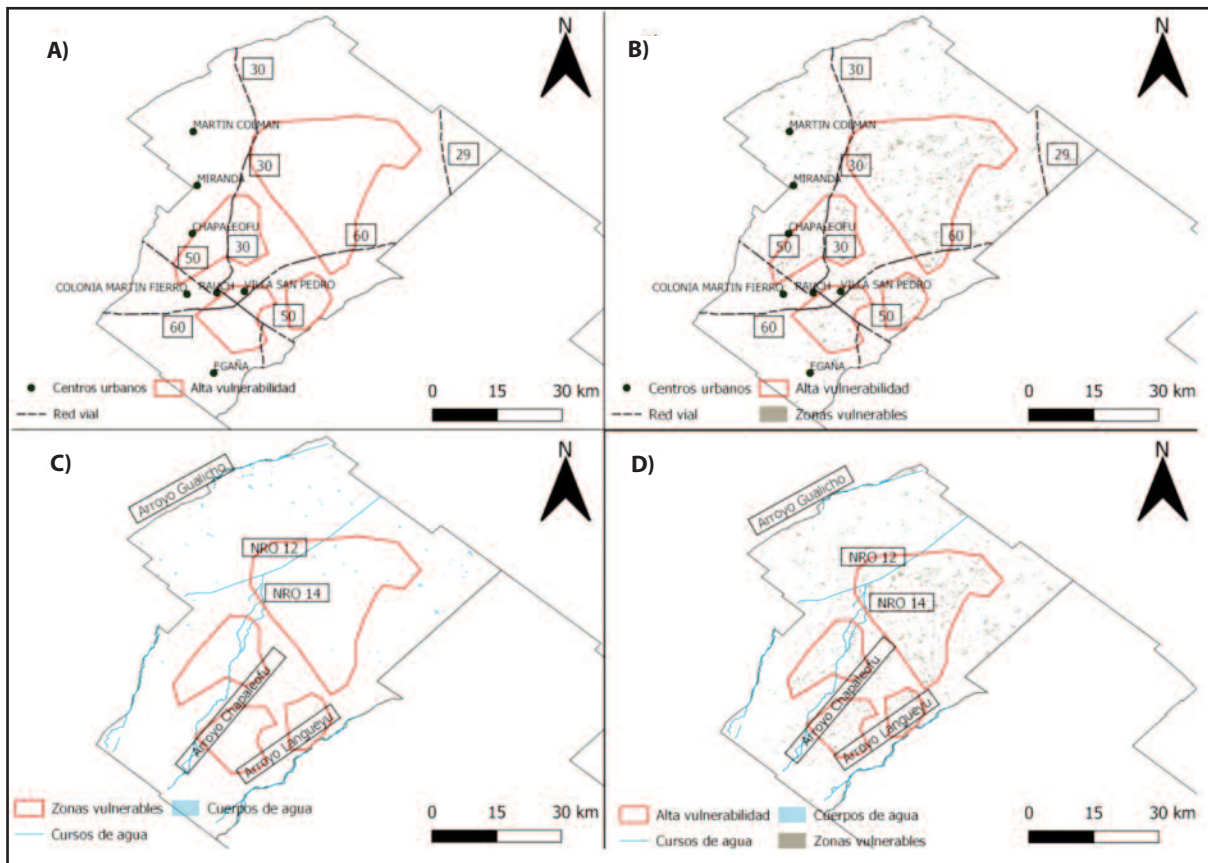 A)
N
30
MARTIN COLMAN
30
29
MIRANDA
CHAPALEOFU
60
50
30
COLONIA MARTIN FIERRO
RAUCH
VILLA SAN PEDRO
50
60
EGAÑA
Centros urbanos
Alta vulnerabilidad
Red vial
0 15 30 km
B)
N
30
MARTIN COLMAN
30
29
MIRANDA
CHAPALEOFU
60
50
30
COLONIA MARTIN FIERRO
RAUCH
VILLA SAN PEDRO
50
60
EGAÑA
Centros urbanos
Alta vulnerabilidad
Red vial
Zonas vulnerables
0 15 30 km
C)
N
Arroyo Gualicho
NRO 12
NRO 14
Arroyo Chapaleofu
Arroyo Langueyu
Zonas vulnerables
Cuerpos de agua
Cursos de agua
0 15 30 km
D)
N
Arroyo Gualicho
NRO 12
NRO 14
Arroyo Chapaleofu
Arroyo Langueyu
Alta vulnerabilidad
Cuerpos de agua
Cursos de agua
Zonas vulnerables
0 15 30 km